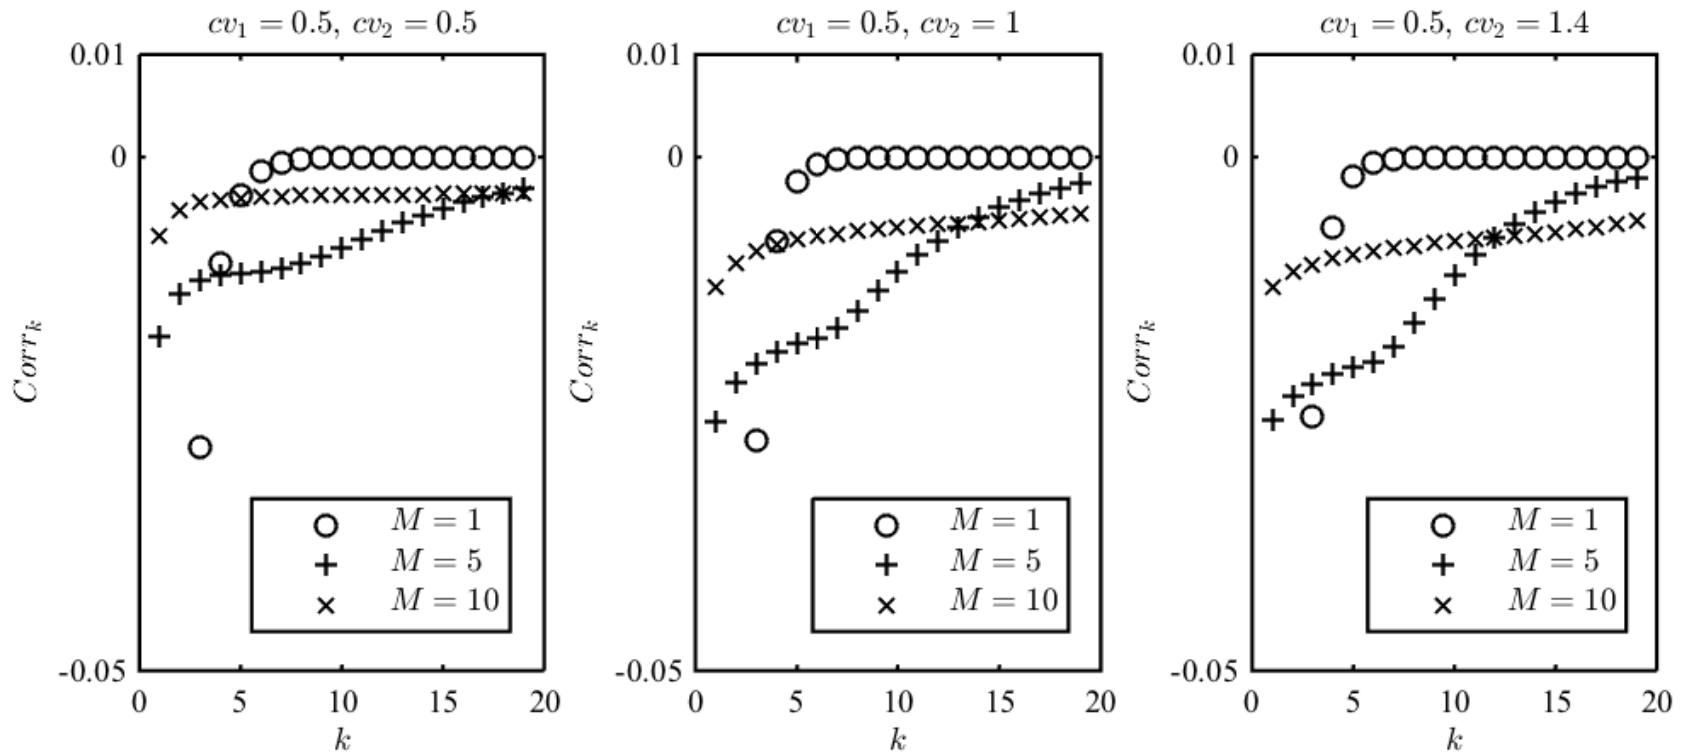 cv₁ = 0.5, cv₂ = 0.5
0.01
0
-0.05
0 5 10 15 20
k
Corrₖ
M = 1
M = 5
M = 10
cv₁ = 0.5, cv₂ = 1
0.01
0
-0.05
0 5 10 15 20
k
Corrₖ
M = 1
M = 5
M = 10
cv₁ = 0.5, cv₂ = 1.4
0.01
0
-0.05
0 5 10 15 20
k
Corrₖ
M = 1
M = 5
M = 10